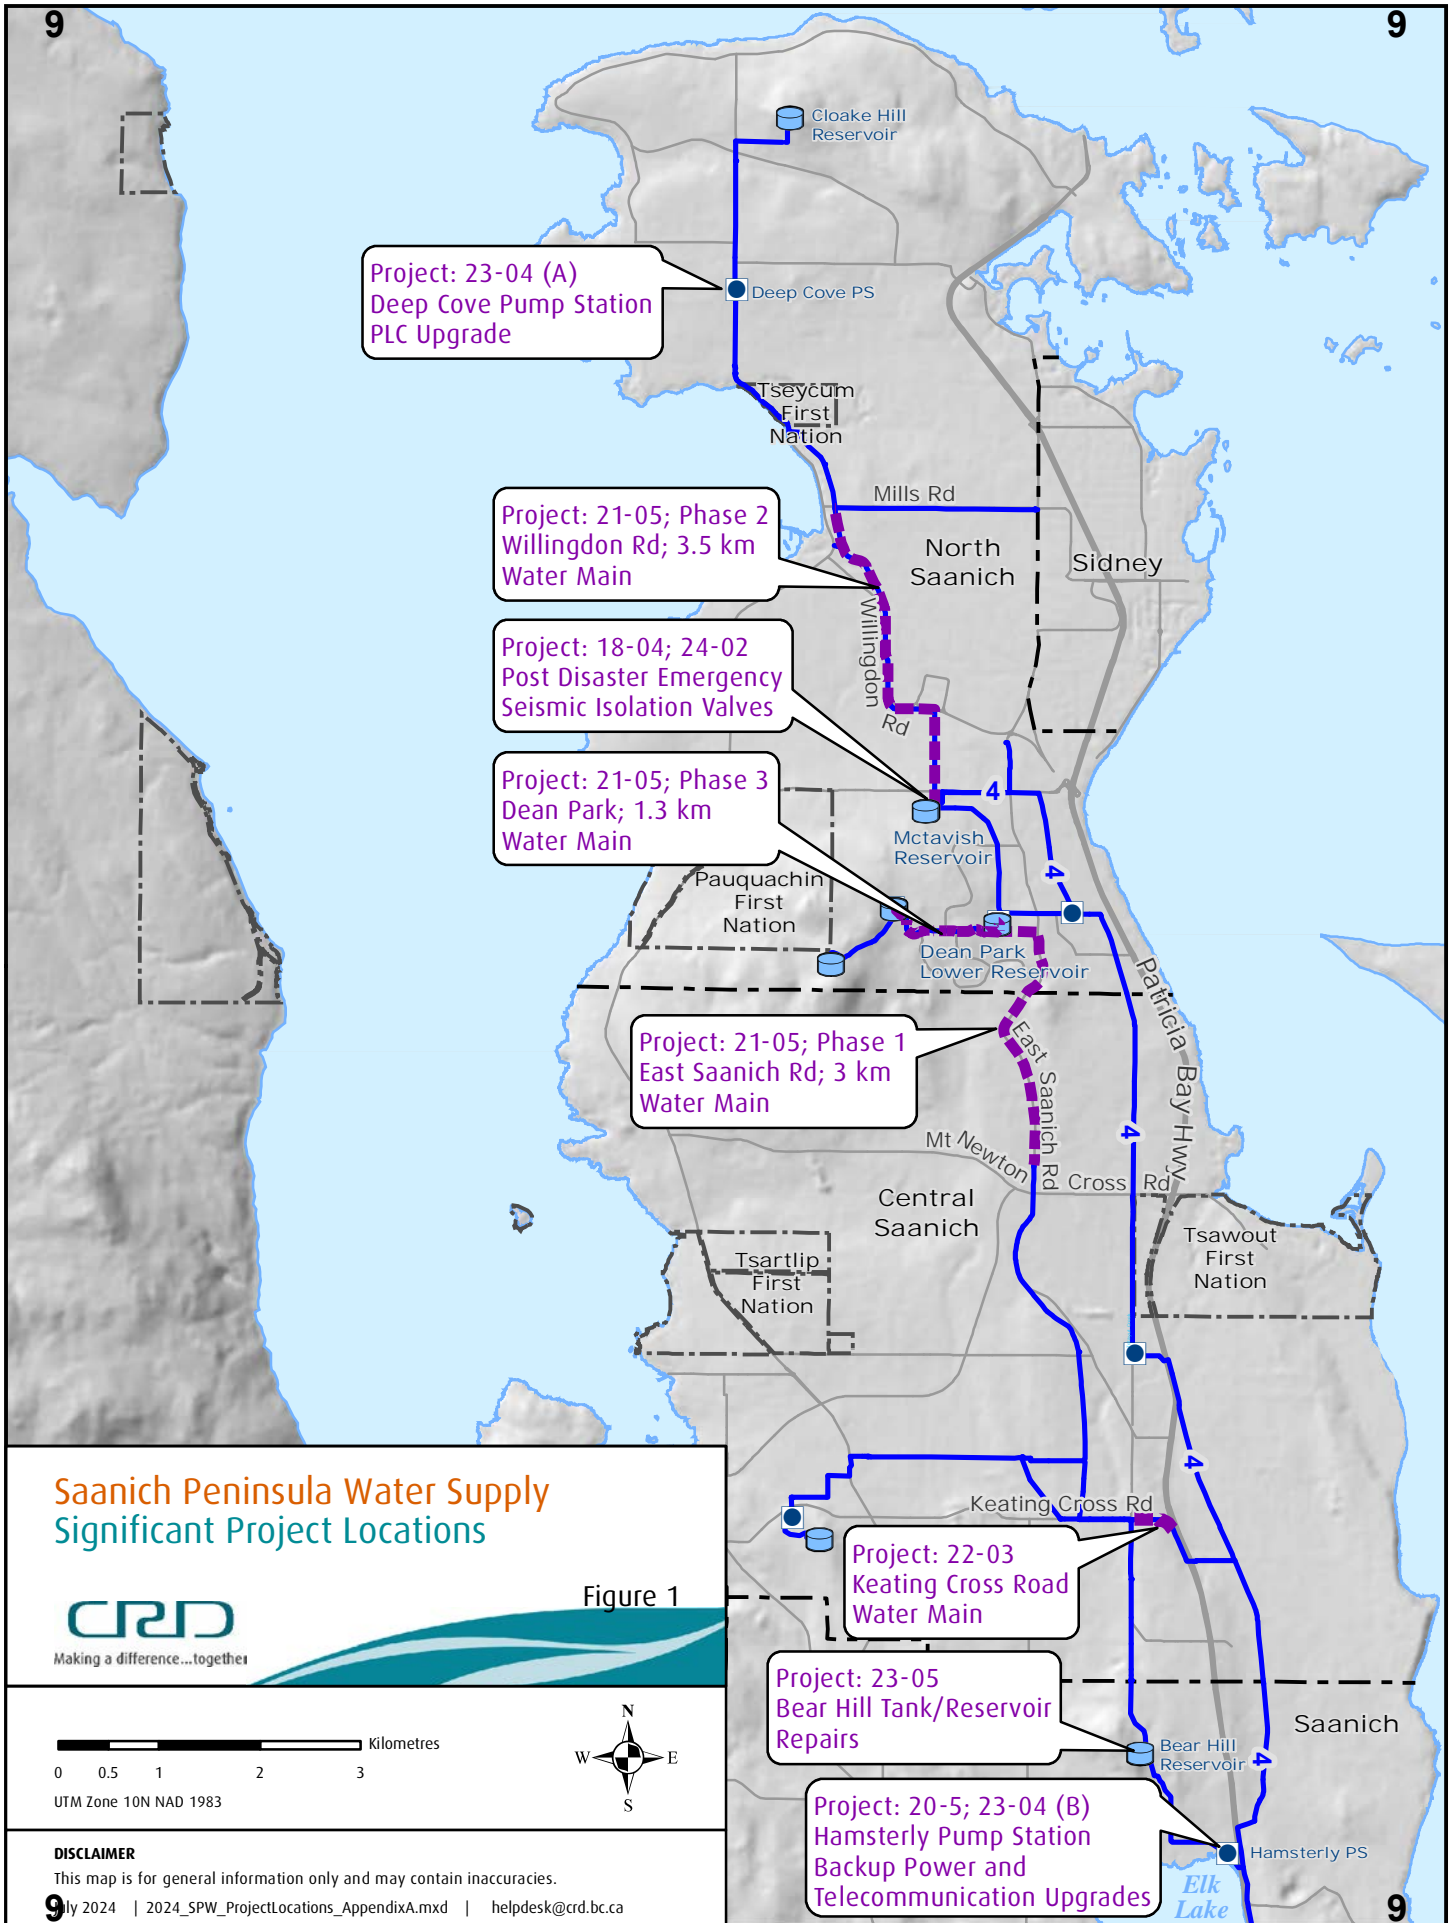 9
9
Cloake Hill
Reservoir
Project: 23-04 (A)
Deep Cove Pump Station
PLC Upgrade
Deep Cove PS
Tseycum
First
Nation
Mills Rd
Project: 21-05; Phase 2
Willingdon Rd; 3.5 km
Water Main
North
Saanich
Sidney
Willingdon
Rd
Project: 18-04; 24-02
Post Disaster Emergency
Seismic Isolation Valves
Project: 21-05; Phase 3
Dean Park; 1.3 km
Water Main
4
Mctavish
Reservoir
4
Pauquachin
First
Nation
Dean Park
Lower Reservoir
Patricia Bay Hwy
Project: 21-05; Phase 1
East Saanich Rd; 3 km
Water Main
East Saanich Rd
4
Mt Newton Cross Rd
Central
Saanich
Tsawout
First
Nation
Tsartlip
First
Nation
4
Keating Cross Rd
Project: 22-03
Keating Cross Road
Water Main
Project: 23-05
Bear Hill Tank/Reservoir
Repairs
Saanich
Bear Hill
Reservoir
4
Project: 20-5; 23-04 (B)
Hamsterly Pump Station
Backup Power and
Telecommunication Upgrades
Hamsterly PS
Elk
Lake
Saanich Peninsula Water Supply
Significant Project Locations
Figure 1
CRD
Making a difference...together
Kilometres
0 0.5 1 2 3
UTM Zone 10N NAD 1983
N
W E
S
DISCLAIMER
This map is for general information only and may contain inaccuracies.
July 2024 | 2024_SPW_ProjectLocations_AppendixA.mxd | helpdesk@crd.bc.ca
9
9